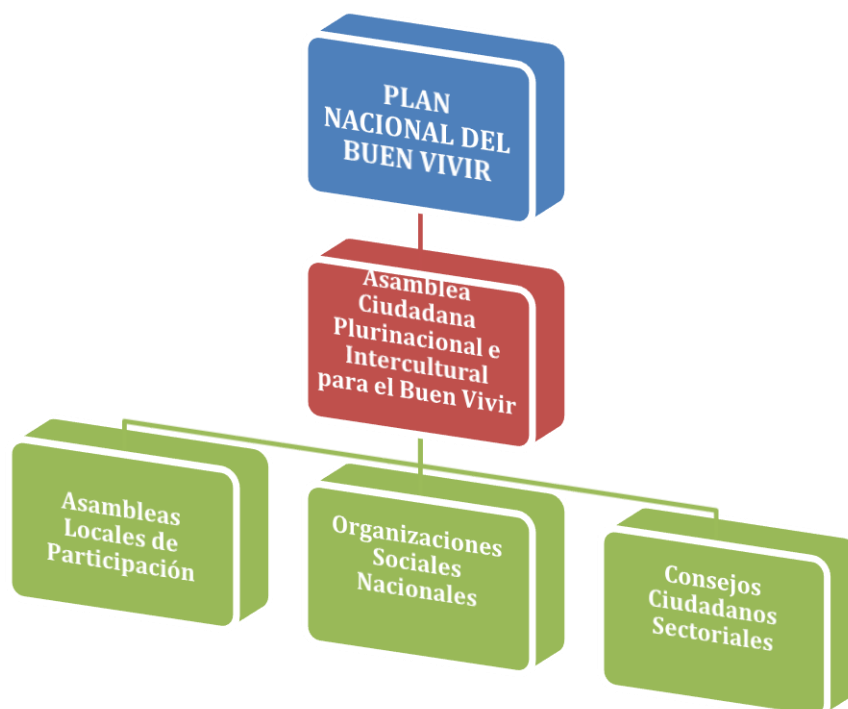 PLAN
NACIONAL DEL
BUEN VIVIR
Asamblea
Ciudadana
Plurinacional e
Intercultural
para el Buen Vivir
Asambleas
Locales de
Participación
Organizaciones
Sociales
Nacionales
Consejos
Ciudadanos
Sectoriales